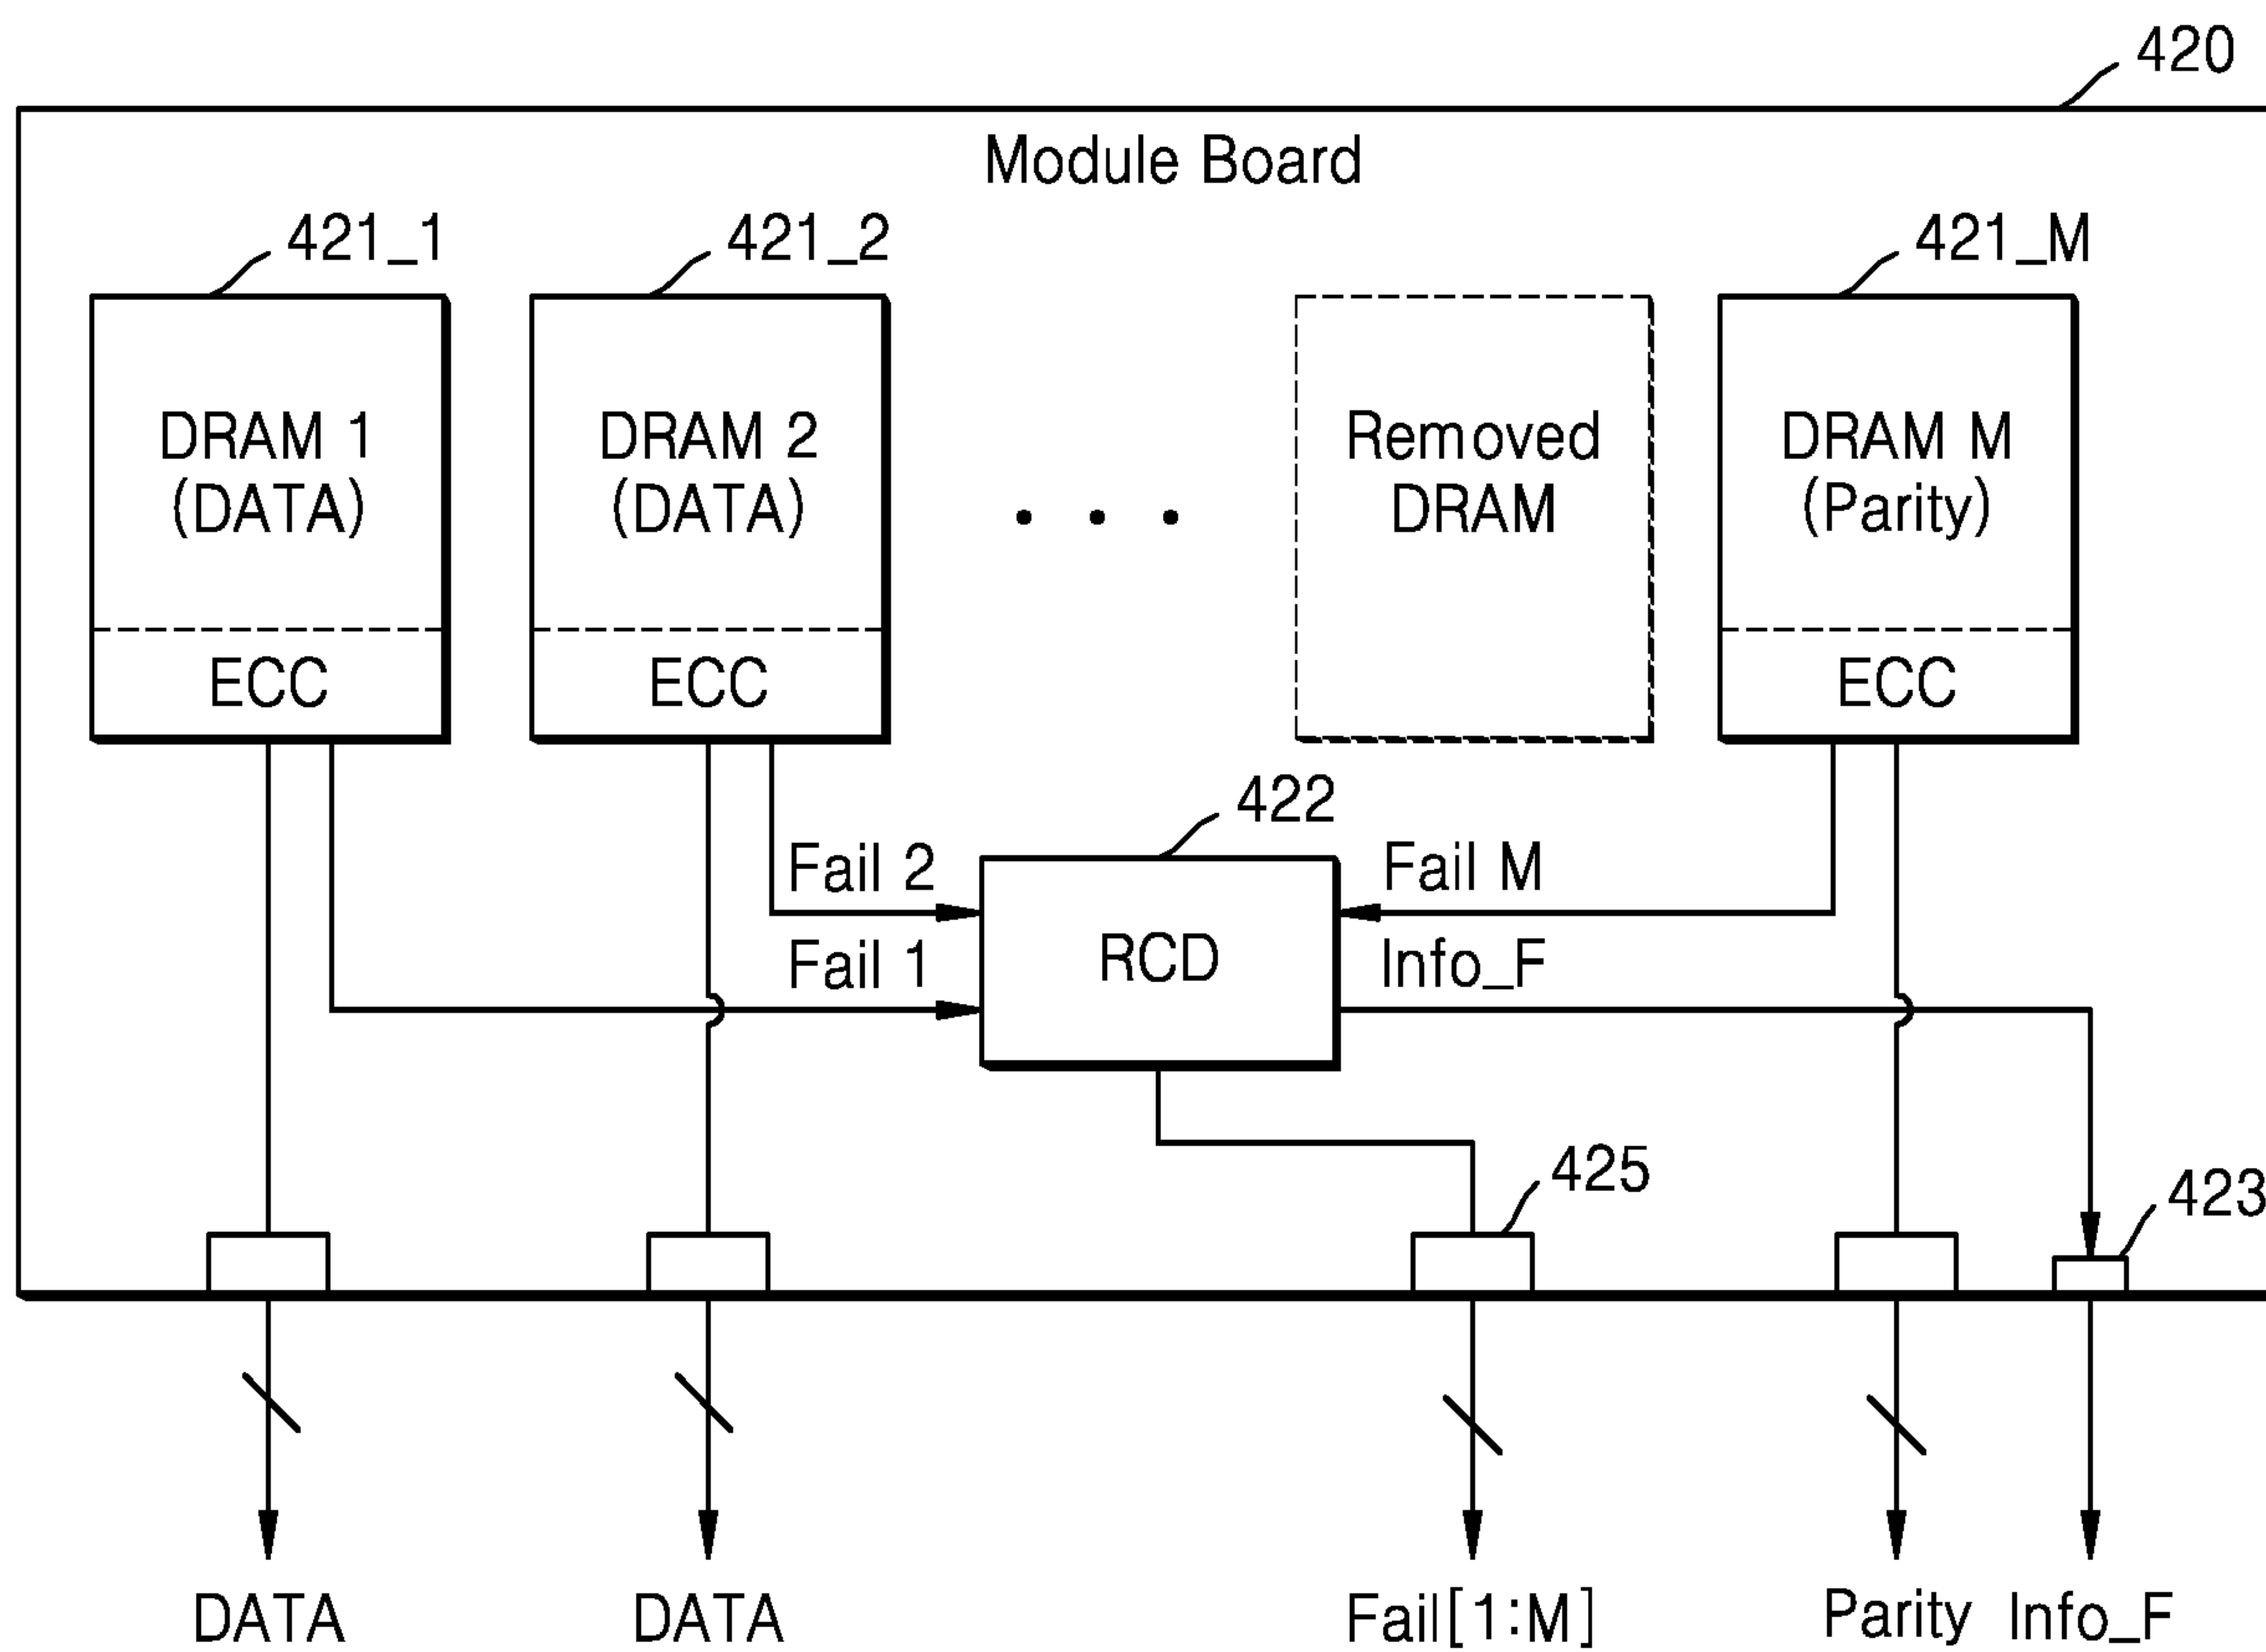 420
Module Board
421_1
421_2
421_M
DRAM 1
(DATA)
DRAM 2
(DATA)
Removed
DRAM
DRAM M
(Parity)
ECC
ECC
ECC
422
Fail 2
Fail M
Fail 1
RCD
Info_F
425
423
DATA
DATA
Fail[1:M]
Parity
Info_F